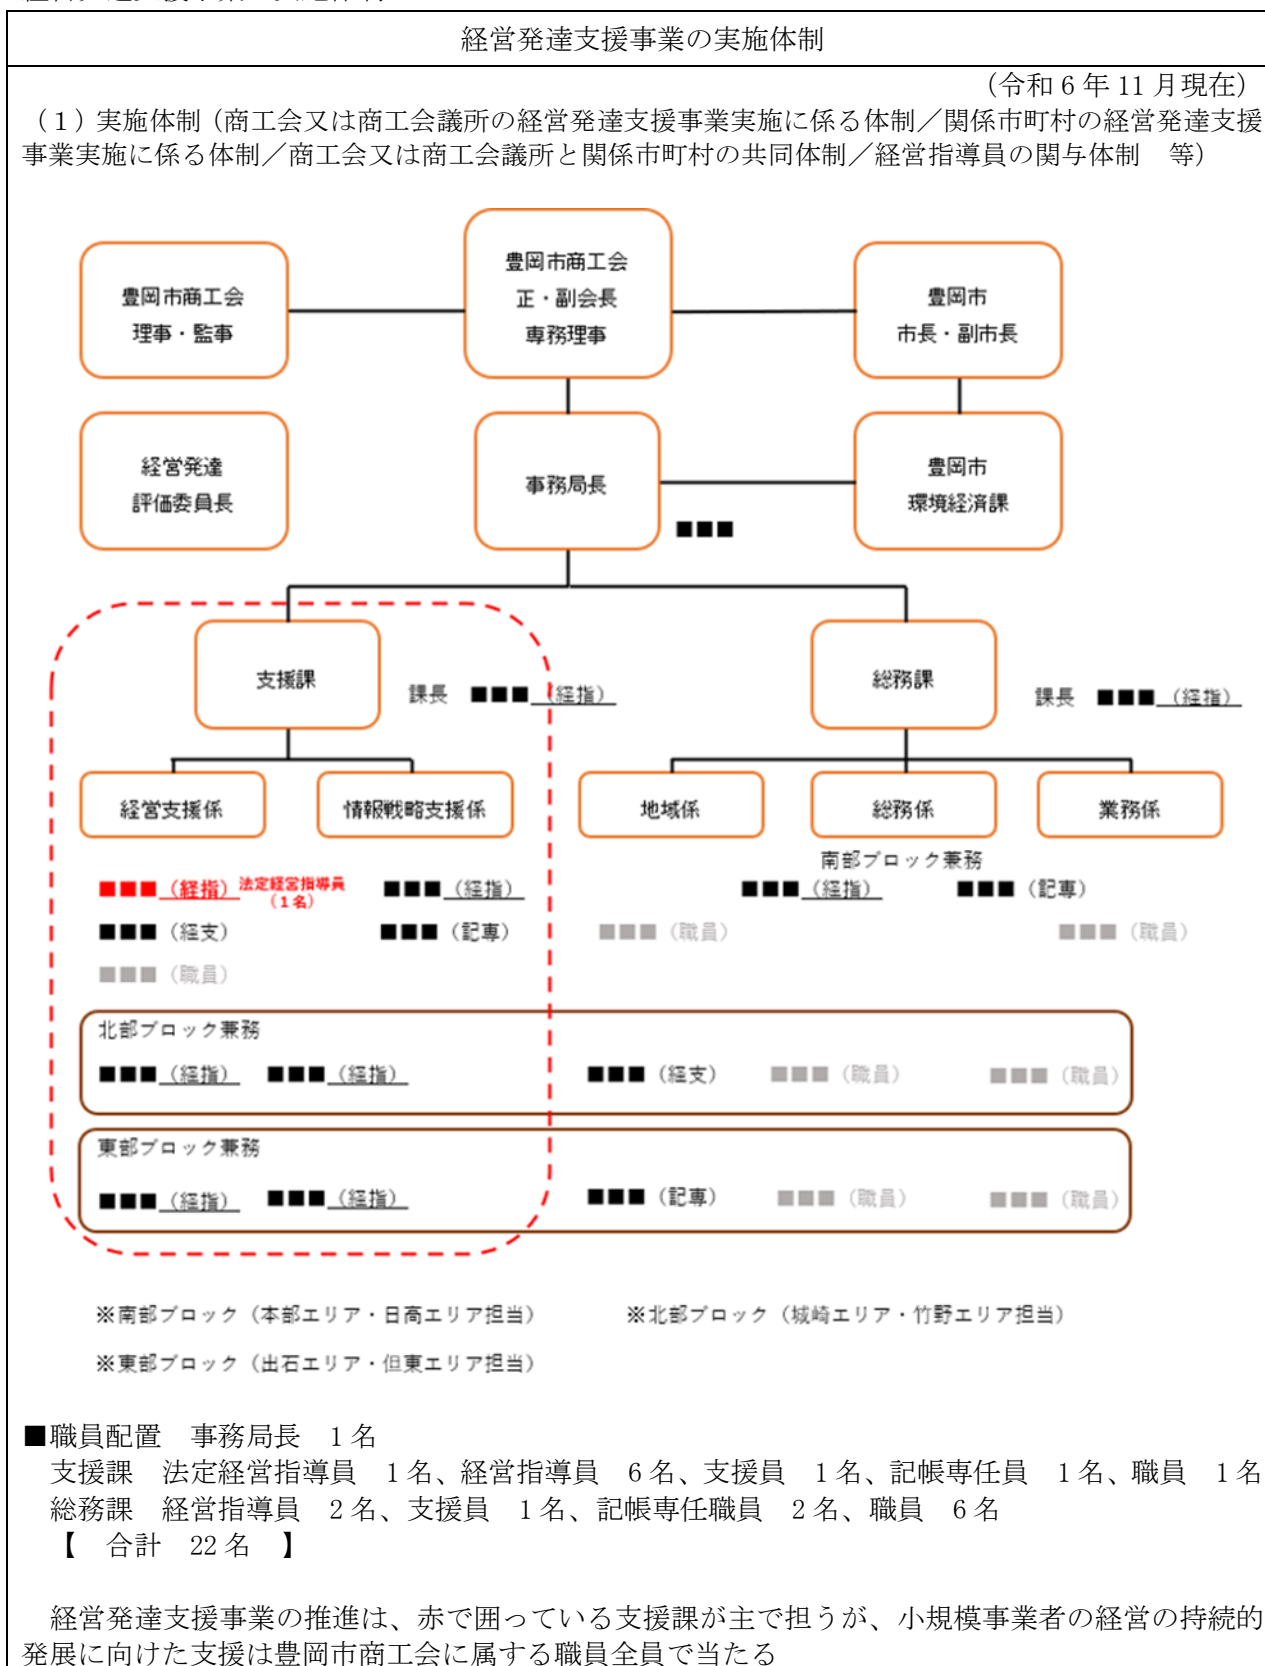 経営発達支援事業の実施体制
（令和 6 年 11 月現在）
（１）実施体制（商工会又は商工会議所の経営発達支援事業実施に係る体制／関係市町村の経営発達支援
事業実施に係る体制／商工会又は商工会議所と関係市町村の共同体制／経営指導員の関与体制　等）
豊岡市商工会
理事・監事
豊岡市商工会
正・副会長
専務理事
豊岡市
市長・副市長
経営発達
評価委員長
事務局長
豊岡市
環境経済課
■■■
支援課
課長　■■■（経指）
総務課
課長　■■■（経指）
経営支援係
情報戦略支援係
地域係
総務係
業務係
南部ブロック兼務
■■■（経指）法定経営指導員
（１名）
■■■（経指）
■■■（経指）
■■■（記専）
■■■（経支）
■■■（記専）
■■■（職員）
■■■（職員）
■■■（職員）
北部ブロック兼務
■■■（経指）　■■■（経指）　■■■（経支）　■■■（職員）　■■■（職員）
東部ブロック兼務
■■■（経指）　■■■（経指）　■■■（記専）　■■■（職員）　■■■（職員）
※南部ブロック（本部エリア・日高エリア担当）
※北部ブロック（城崎エリア・竹野エリア担当）
※東部ブロック（出石エリア・但東エリア担当）
■職員配置　事務局長　1 名
支援課　法定経営指導員　1 名、経営指導員　6 名、支援員　1 名、記帳専任員　1 名、職員　1 名
総務課　経営指導員　2 名、支援員　1 名、記帳専任職員　2 名、職員　6 名
【　合計　22 名　】
経営発達支援事業の推進は、赤で囲っている支援課が主で担うが、小規模事業者の経営の持続的
発展に向けた支援は豊岡市商工会に属する職員全員で当たる